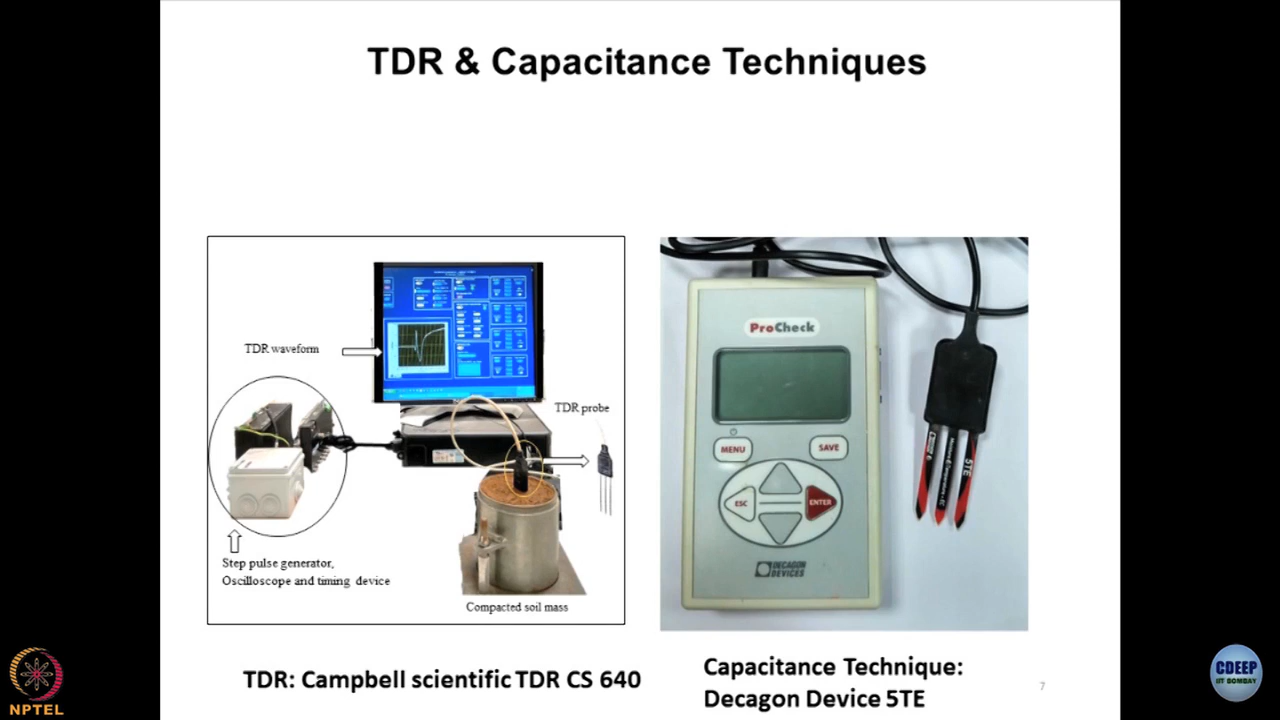 TDR & Capacitance Techniques
TDR waveform
TDR probe
Step pulse generator,
Oscilloscope and timing device
Compacted soil mass
ProCheck
MENU
SAVE
ESC
ENTER
DECAGON
DEVICES
5TE
TDR: Campbell scientific TDR CS 640
Capacitance Technique:
Decagon Device 5TE
7
NPTEL
CDEEP
IIT BOMBAY